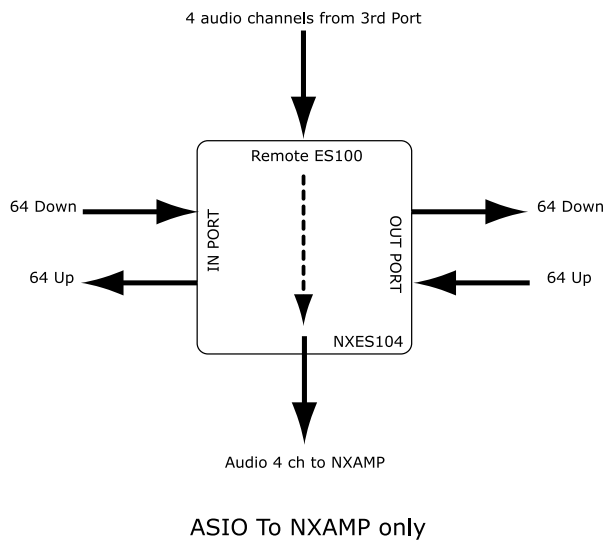 4 audio channels from 3rd Port
Remote ES100
64 Down
64 Down
IN PORT
OUT PORT
64 Up
64 Up
NXES104
Audio 4 ch to NXAMP
ASIO To NXAMP only